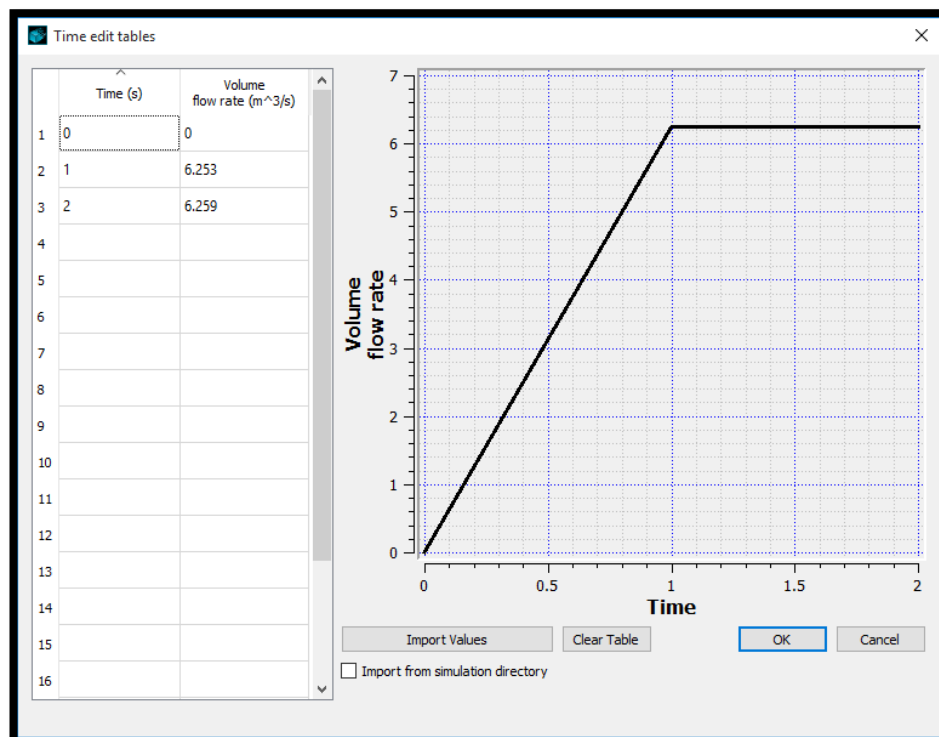 Time edit tables
Time (s)
Volume
flow rate (m^3/s)
1 0 0
2 1 6.253
3 2 6.259
4
5
6
7
8
9
10
11
12
13
14
15
16
7
6
5
4
3
2
1
0
Volume
flow rate
0 0.5 1 1.5 2
Time
Import Values Clear Table OK Cancel
Import from simulation directory